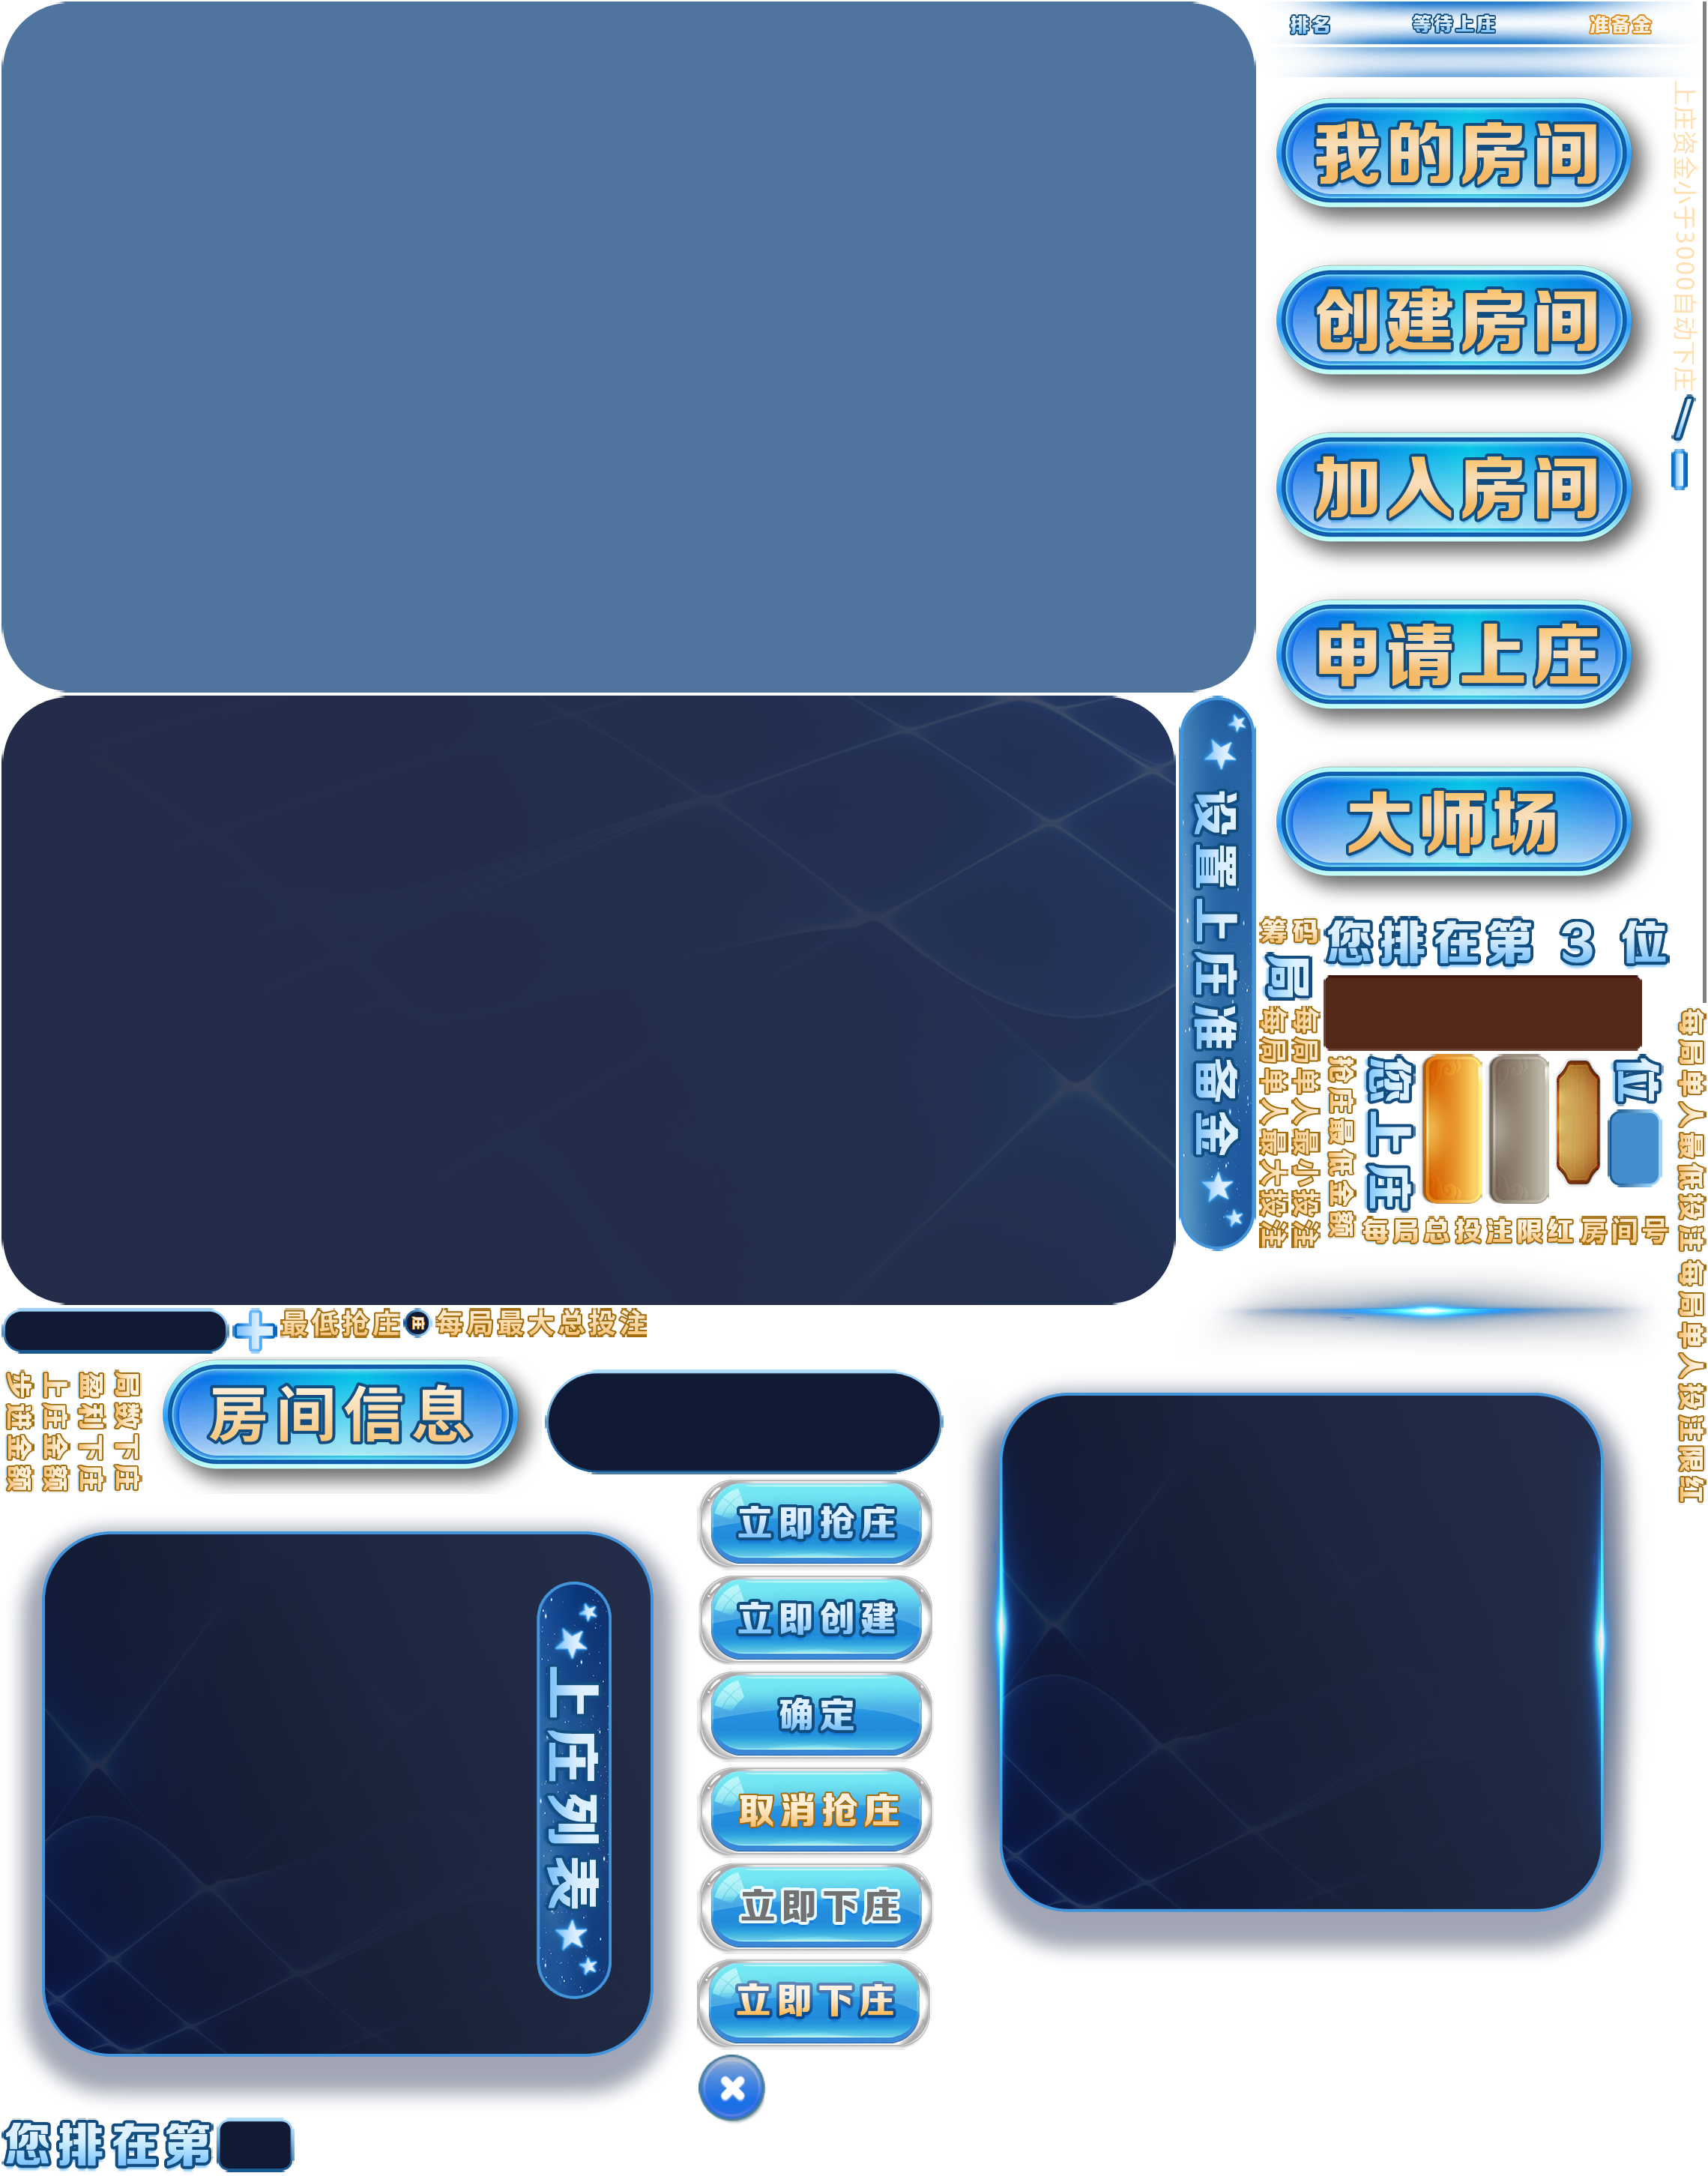 排名 等待上庄 准备金
上庄资金小于3000自动下庄
我的房间
创建房间
加入房间
申请上庄
大师场
设置上庄准备金
筹码
您排在第 3 位
局
每局单人最小投注
每局单人最大投注
抢庄最低金额
您上庄
位
每局总投注限红
房间号
每局单人最低投注
每局单人投注限红
最低抢庄
庄
每局最大总投注
局数下庄
盈利下庄
上庄金额
步进金额
房间信息
立即抢庄
立即创建
确定
取消抢庄
立即下庄
立即下庄
上庄列表
您排在第